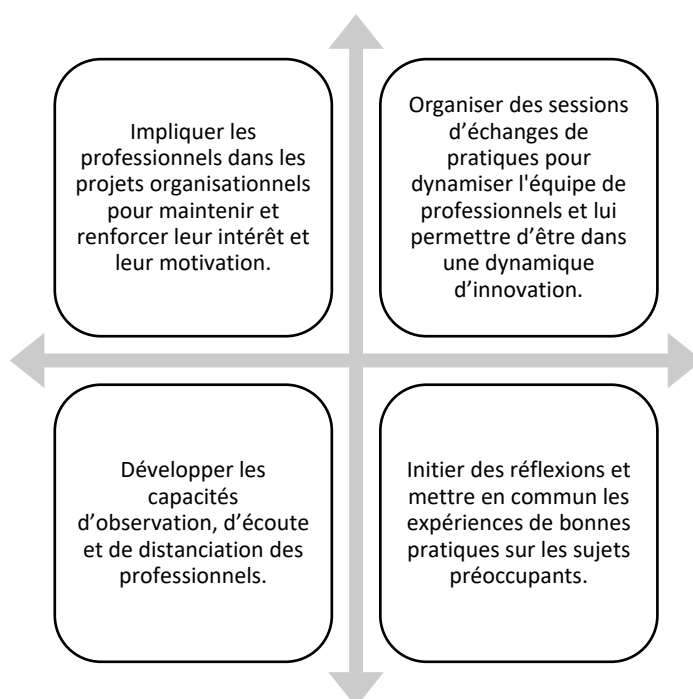 Impliquer les
professionnels dans les
projets organisationnels
pour maintenir et
renforcer leur intérêt et
leur motivation.
Organiser des sessions
d’échanges de
pratiques pour
dynamiser l'équipe de
professionnels et lui
permettre d’être dans
une dynamique
d’innovation.
Développer les
capacités
d’observation, d’écoute
et de distanciation des
professionnels.
Initier des réflexions et
mettre en commun les
expériences de bonnes
pratiques sur les sujets
préoccupants.